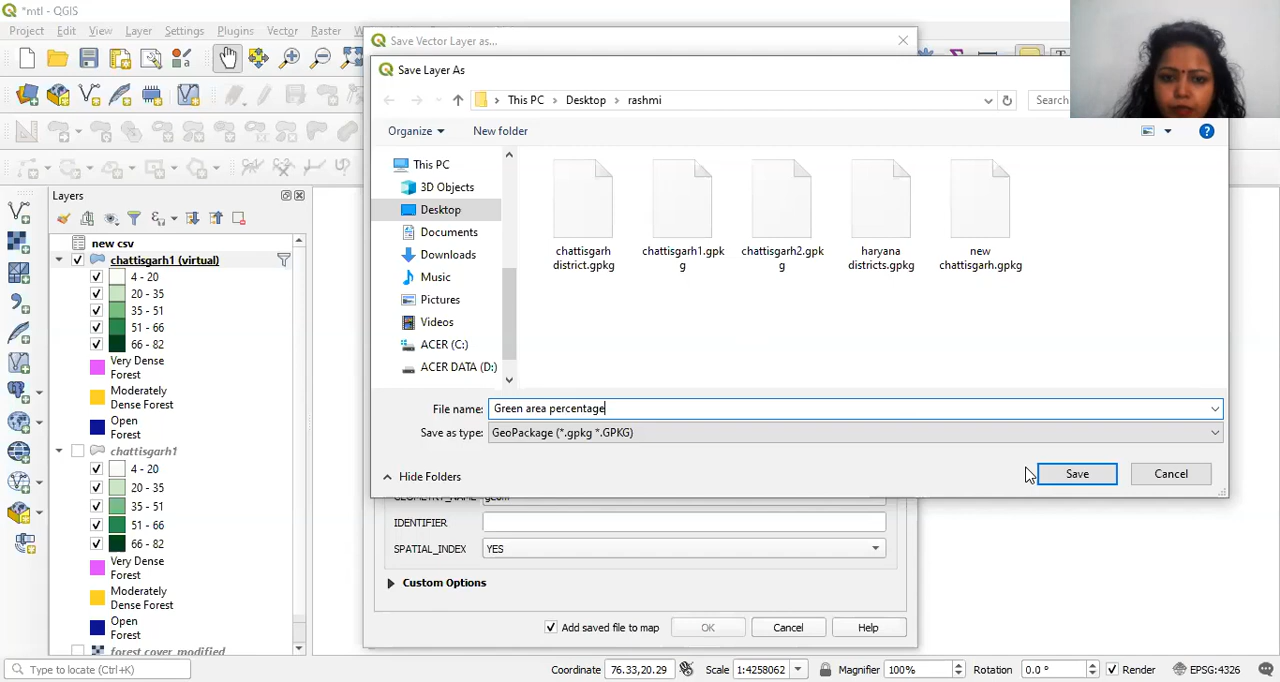 *mtl - QGIS
Project Edit View Layer Settings Plugins Vector Raster
Save Vector Layer as...
Save Layer As
This PC > Desktop > rashmi
Search
Organize New folder
This PC
3D Objects
Desktop
Documents
Downloads
Music
Pictures
Videos
ACER (C:)
ACER DATA (D:)
chattisgarh
district.gpkg
chattisgarh1.gpk
g
chattisgarh2.gpk
g
haryana
districts.gpkg
new
chattisgarh.gpkg
File name: Green area percentage
Save as type: GeoPackage (*.gpkg *.GPKG)
Hide Folders Save Cancel
IDENTIFIER
SPATIAL_INDEX YES
Custom Options
Add saved file to map OK Cancel Help
Layers
new csv
chattisgarh1 (virtual)
4 - 20
20 - 35
35 - 51
51 - 66
66 - 82
Very Dense
Forest
Moderately
Dense Forest
Open
Forest
chattisgarh1
4 - 20
20 - 35
35 - 51
51 - 66
66 - 82
Very Dense
Forest
Moderately
Dense Forest
Open
Forest
forest cover_modified
Type to locate (Ctrl+K) Coordinate 76.33,20.29 Scale 1:4258062 Magnifier 100% Rotation 0.0 ° Render EPSG:4326